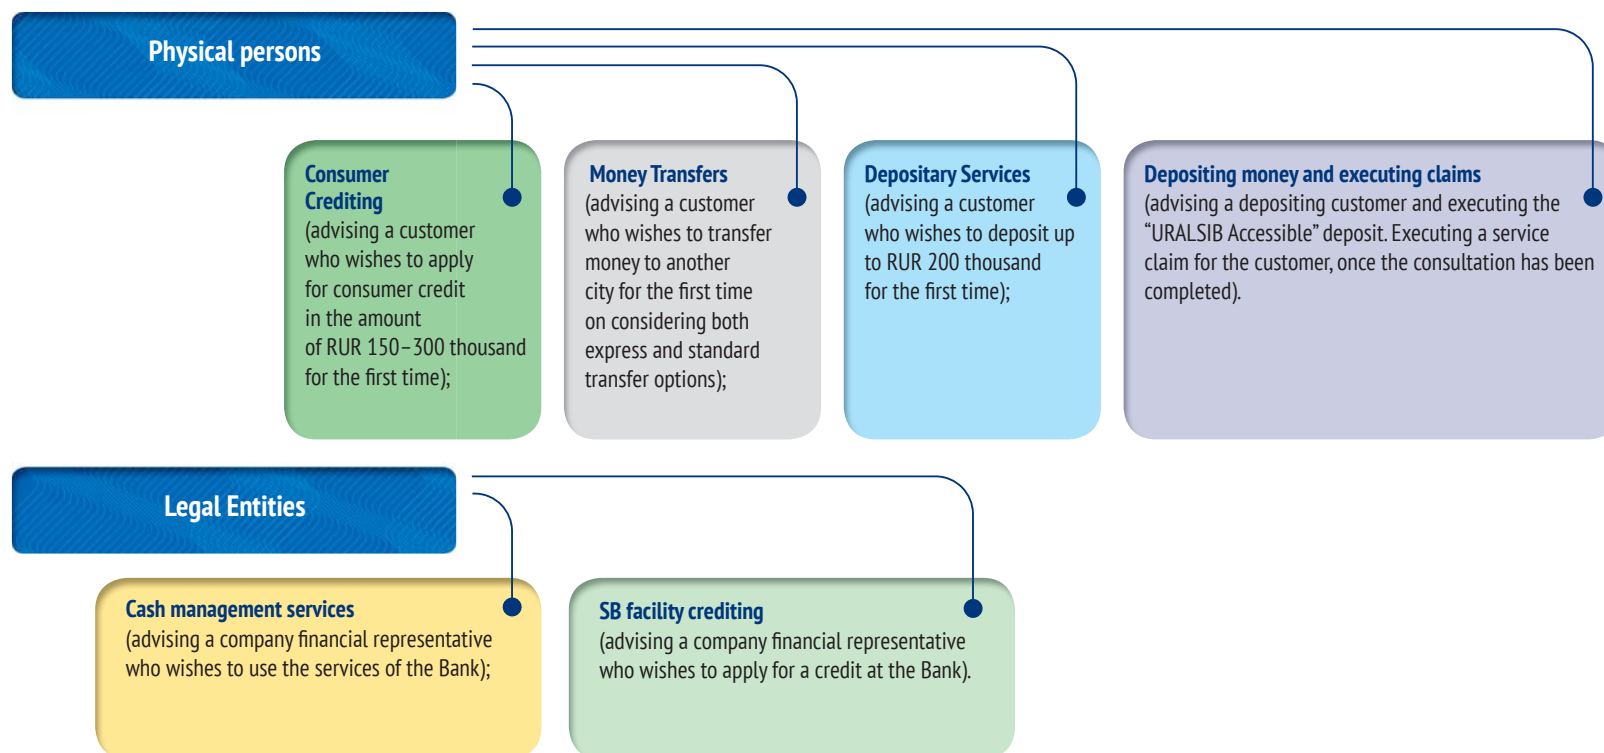 Physical persons
Consumer
Crediting
(advising a customer
who wishes to apply
for consumer credit
in the amount
of RUR 150–300 thousand
for the first time);
Money Transfers
(advising a customer
who wishes to transfer
money to another
city for the first time
on considering both
express and standard
transfer options);
Depositary Services
(advising a customer
who wishes to deposit up
to RUR 200 thousand
for the first time);
Depositing money and executing claims
(advising a depositing customer and executing the
“URALSIB Accessible” deposit. Executing a service
claim for the customer, once the consultation has been
completed).
Legal Entities
Cash management services
(advising a company financial representative
who wishes to use the services of the Bank);
SB facility crediting
(advising a company financial representative
who wishes to apply for a credit at the Bank).